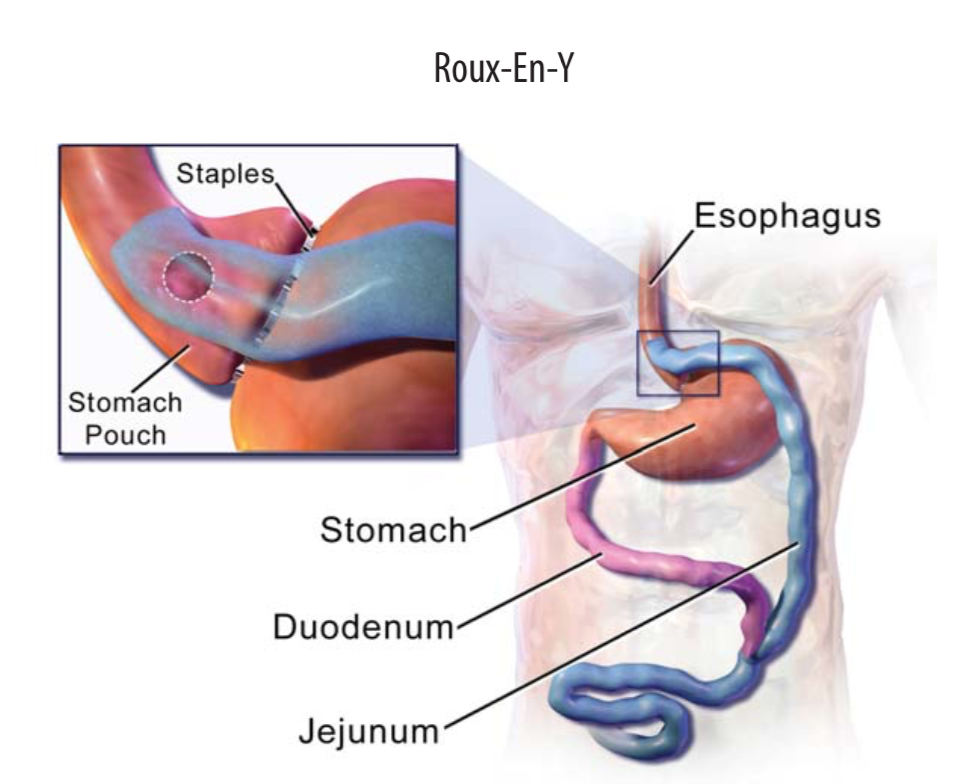 Roux-En-Y
Staples
Esophagus
Stomach
Pouch
Stomach
Duodenum
Jejunum